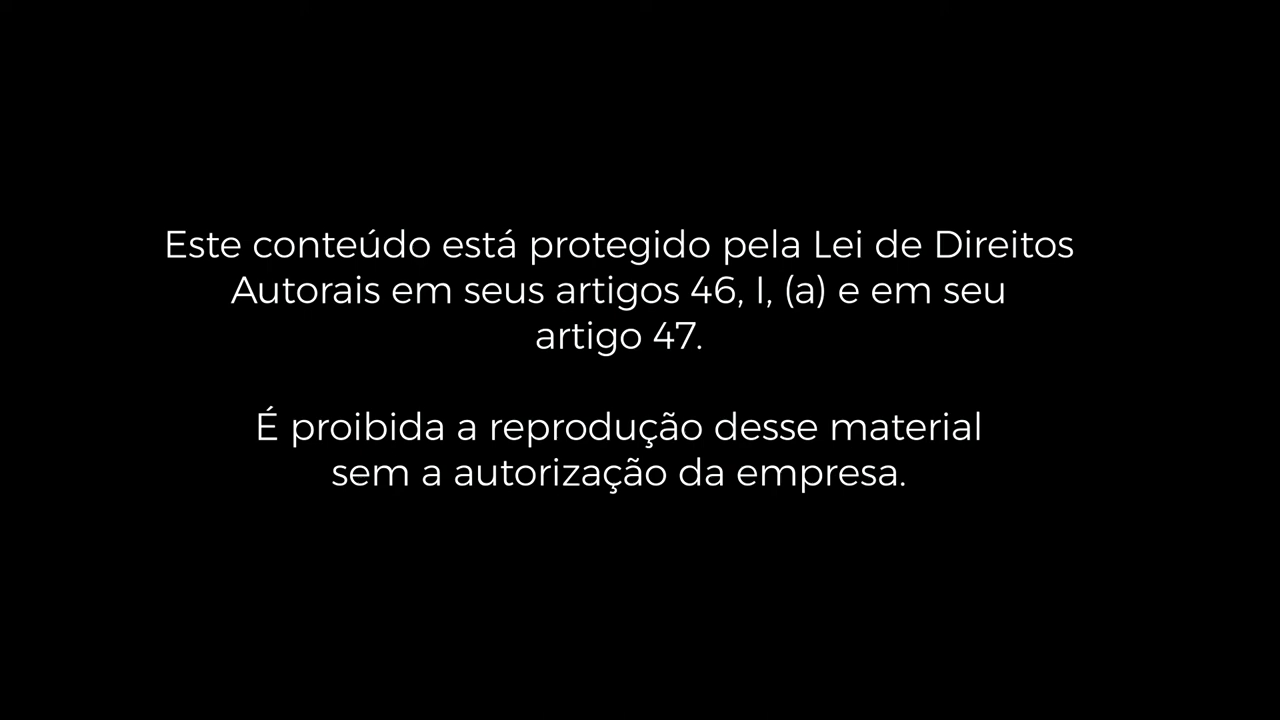 Este conteúdo está protegido pela Lei de Direitos
Autorais em seus artigos 46, I, (a) e em seu
artigo 47.
É proibida a reprodução desse material
sem a autorização da empresa.